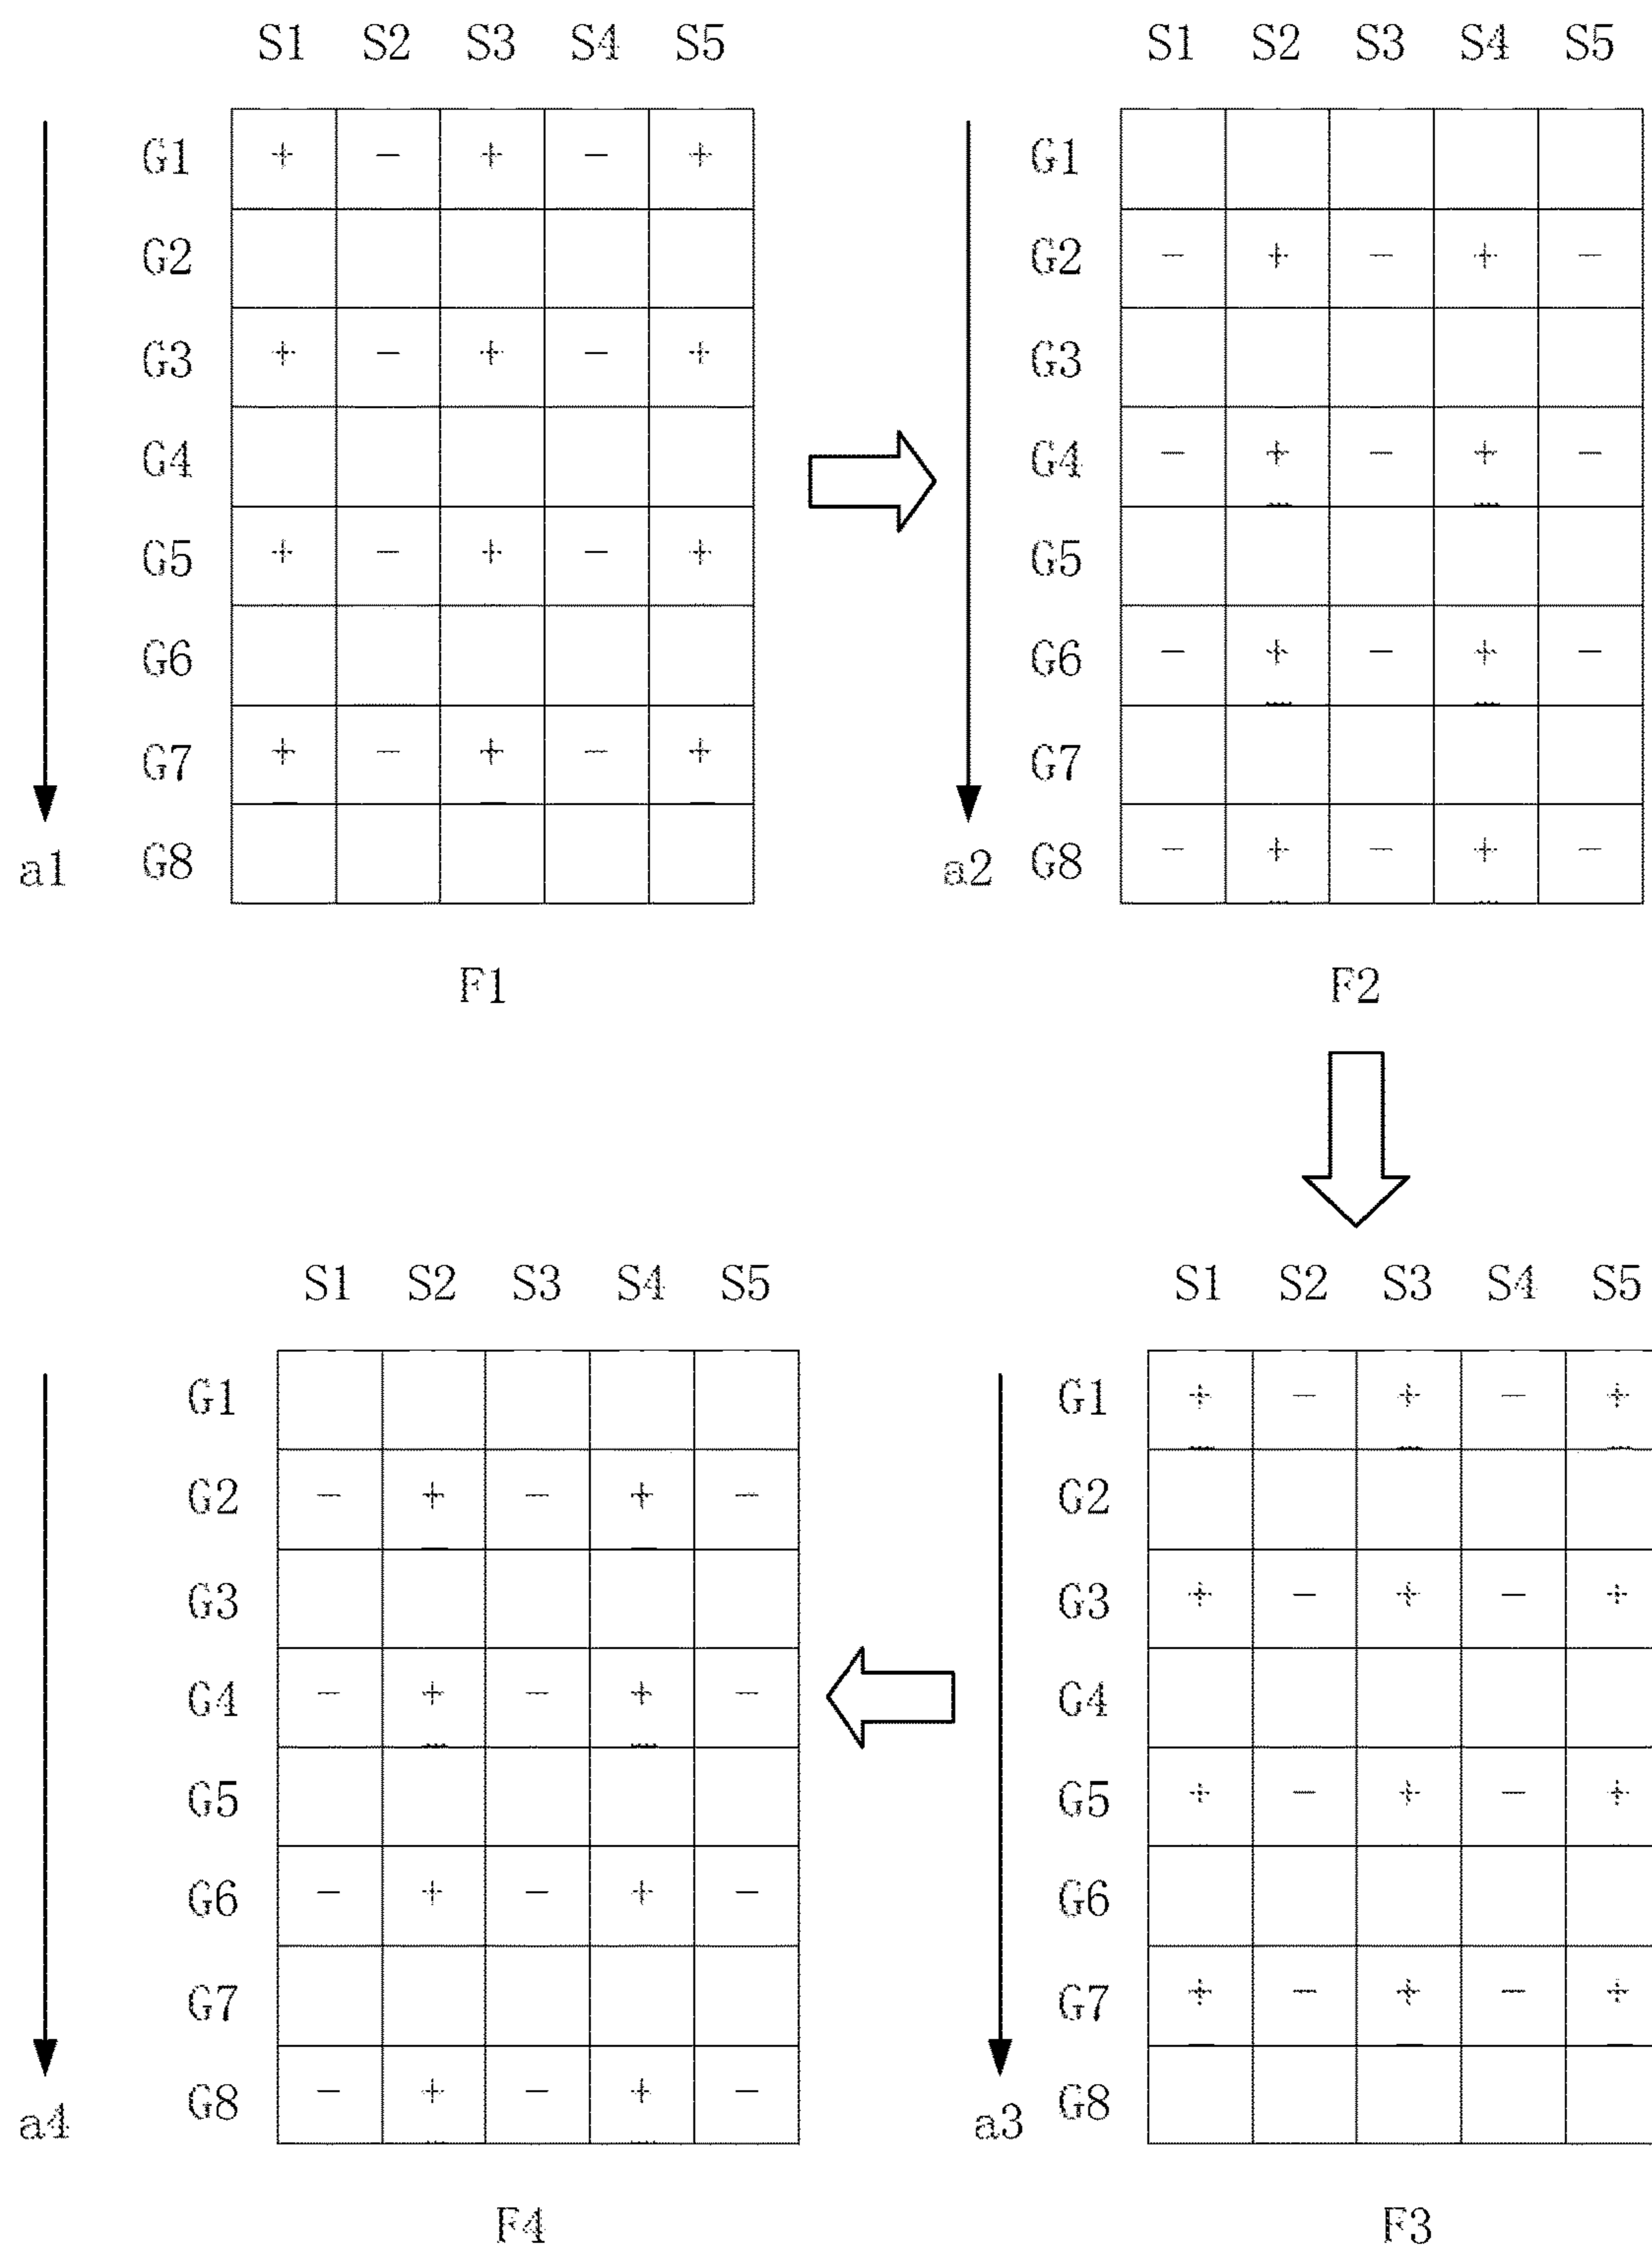 S1 S2 S3 S4 S5
G1 + − + − +
G2
G3 + − + − +
G4
G5 + − + − +
G6
G7 + − + − +
G8
a1
F1
S1 S2 S3 S4 S5
G1
G2 − + − + −
G3
G4 − + − + −
G5
G6 − + − + −
G7
G8 − + − + −
a2
F2
S1 S2 S3 S4 S5
G1
G2 − + − + −
G3
G4 − + − + −
G5
G6 − + − + −
G7
G8 − + − + −
a4
F4
S1 S2 S3 S4 S5
G1 + − + − +
G2
G3 + − + − +
G4
G5 + − + − +
G6
G7 + − + − +
G8
a3
F3